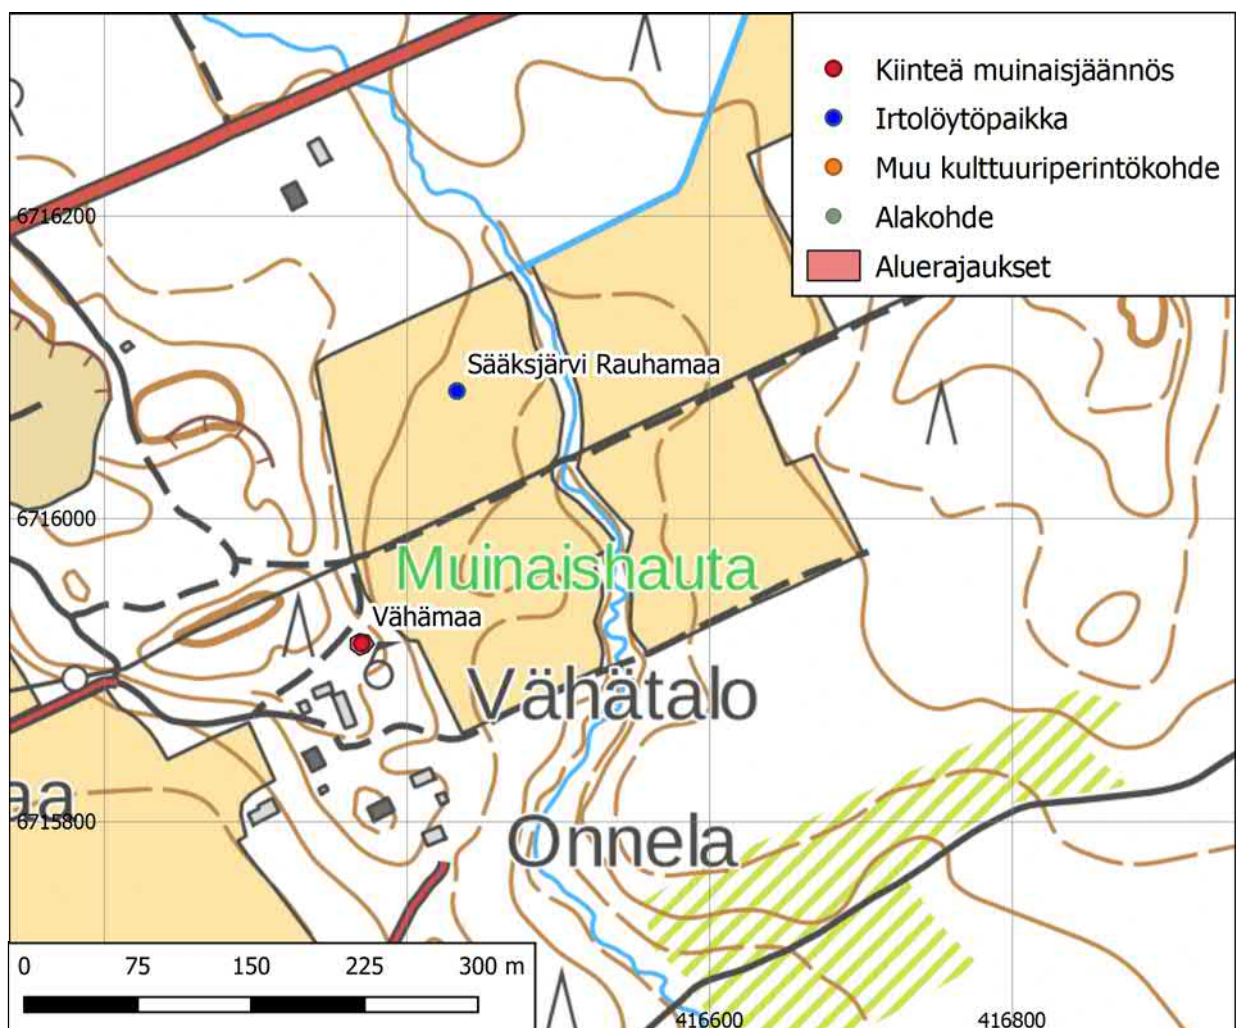 Kiinteä muinaisjäännös
Irtolöytöpaikka
Muu kulttuuriperintökohde
Alakohde
Aluerajaukset
6716200
Sääksjärvi Rauhamaa
6716000
Muinaishauta
Vähämaa
Vähätalo
aa
6715800
Onnela
0 75 150 225 300 m
416600 416800